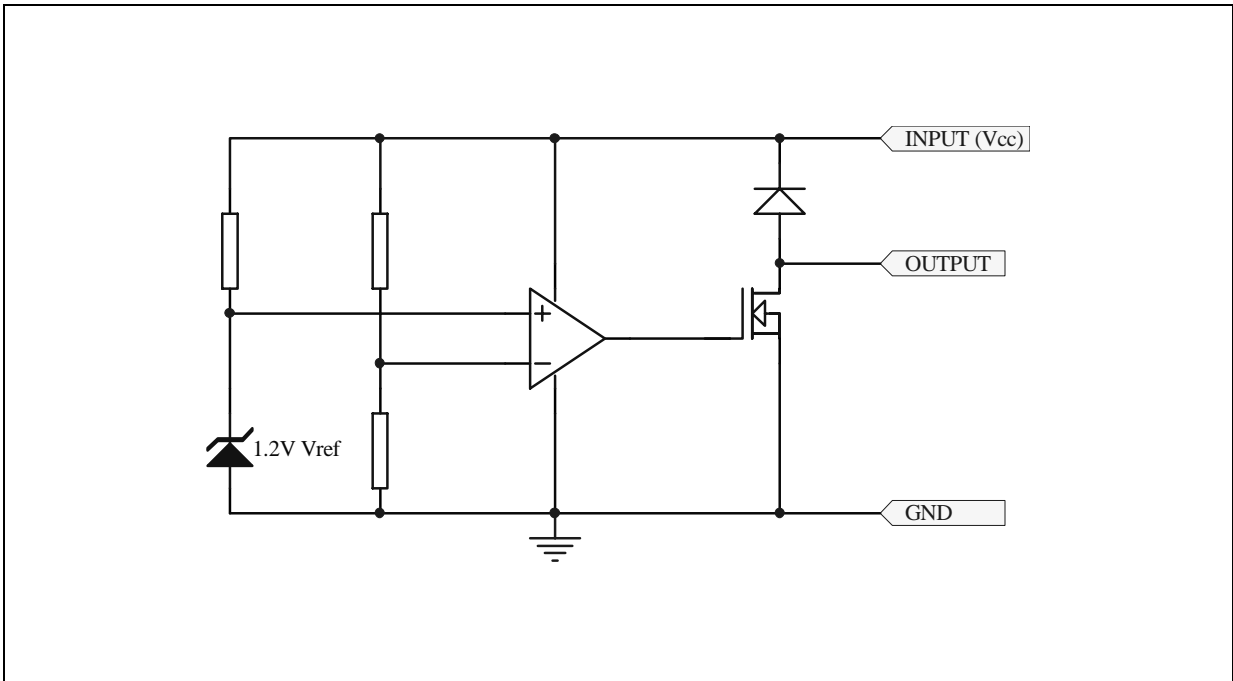 INPUT (Vcc)
OUTPUT
+
−
1.2V Vref
GND